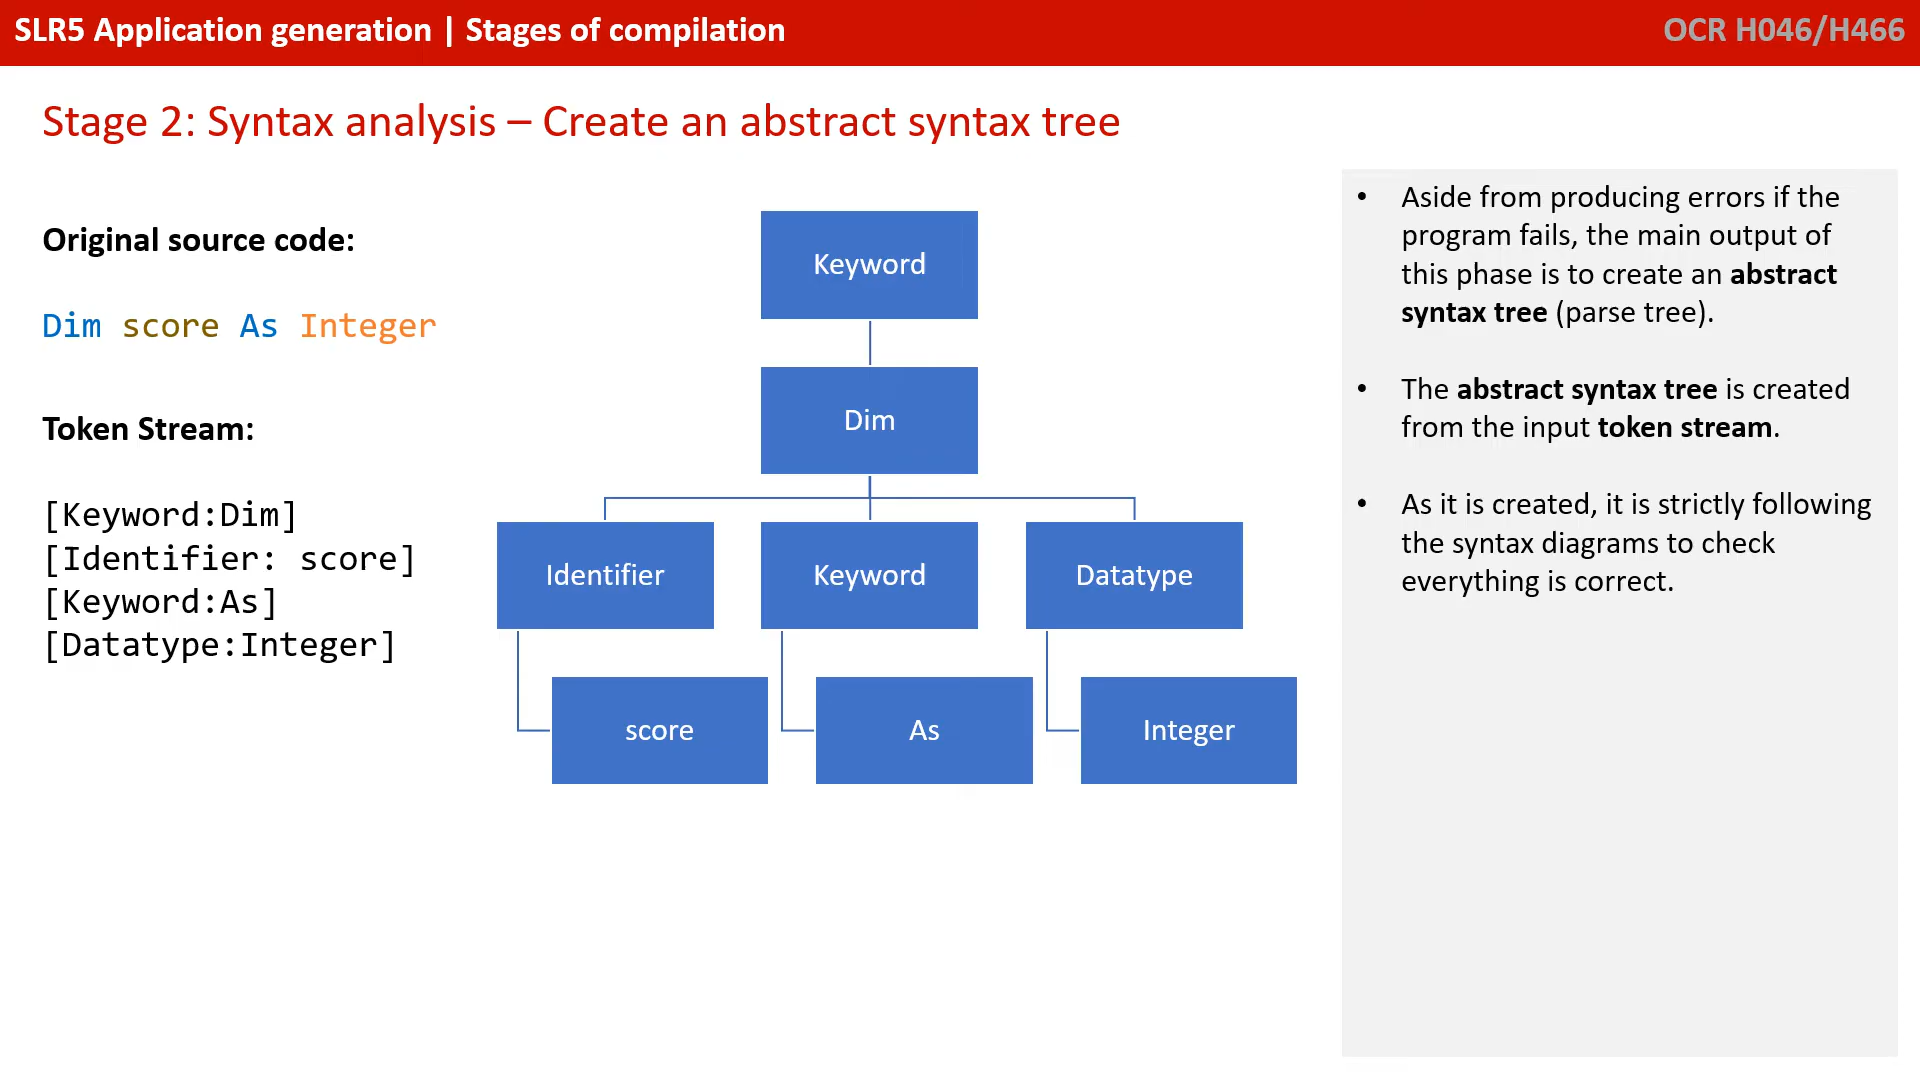 SLR5 Application generation | Stages of compilation
OCR H046/H466
Stage 2: Syntax analysis – Create an abstract syntax tree
Original source code:
Dim score As Integer
Token Stream:
[Keyword:Dim]
[Identifier: score]
[Keyword:As]
[Datatype:Integer]
Keyword
Dim
Identifier
Keyword
Datatype
score
As
Integer
• Aside from producing errors if the
program fails, the main output of
this phase is to create an abstract
syntax tree (parse tree).
• The abstract syntax tree is created
from the input token stream.
• As it is created, it is strictly following
the syntax diagrams to check
everything is correct.